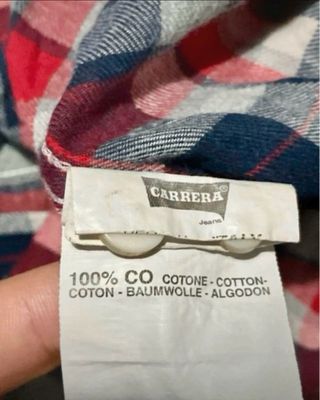 CARRERA®
Jeans
100% CO COTONE - COTTON-
COTON - BAUMWOLLE - ALGODON